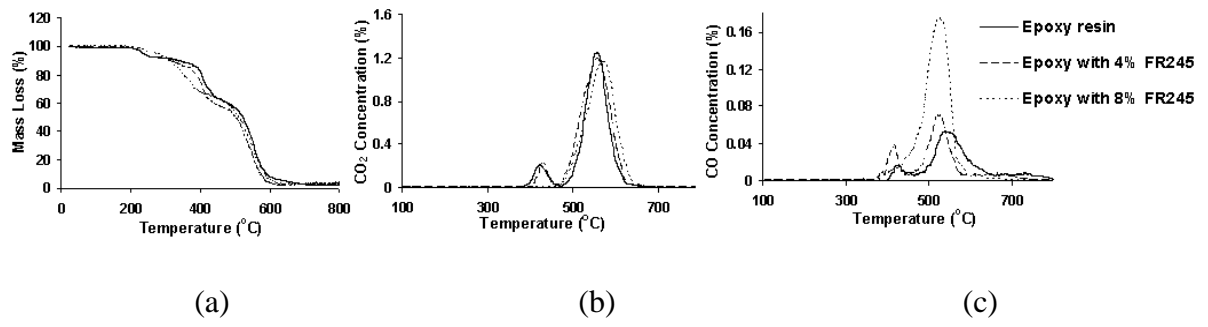 120
100
80
60
40
20
0
0 200 400 600 800
Mass Loss (%)
Temperature (°C)
1.6
1.2
0.8
0.4
0
100 300 500 700
CO₂ Concentration (%)
Temperature (°C)
0.16
0.12
0.08
0.04
0
100 300 500 700
CO Concentration (%)
Temperature (°C)
Epoxy resin
Epoxy with 4% FR245
Epoxy with 8% FR245
(a) (b) (c)